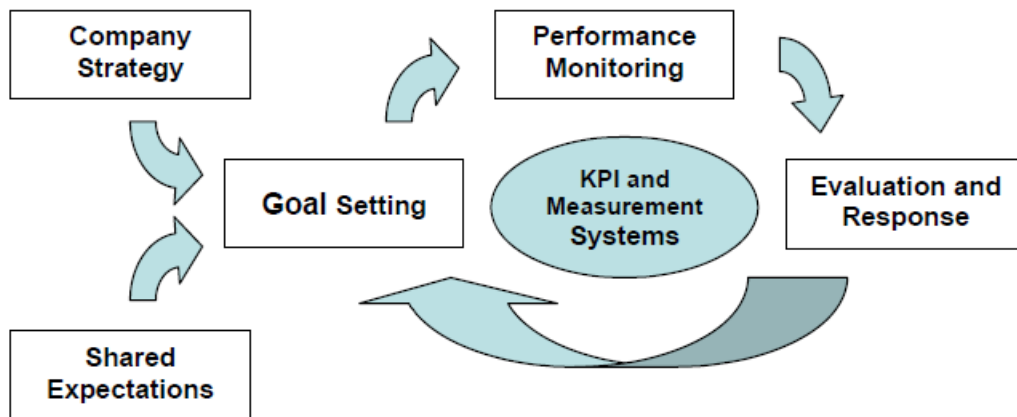 Company
Strategy
Performance
Monitoring
Goal Setting
KPI and
Measurement
Systems
Evaluation and
Response
Shared
Expectations